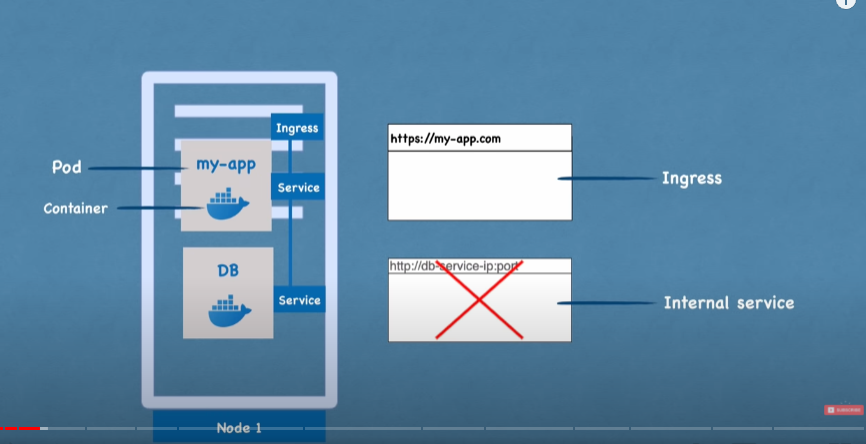 Ingress
https://my-app.com
Pod
my-app
Ingress
Service
Container
DB
http://db-service-ip:port
Service
Internal service
SUBSCRIBE
Node 1